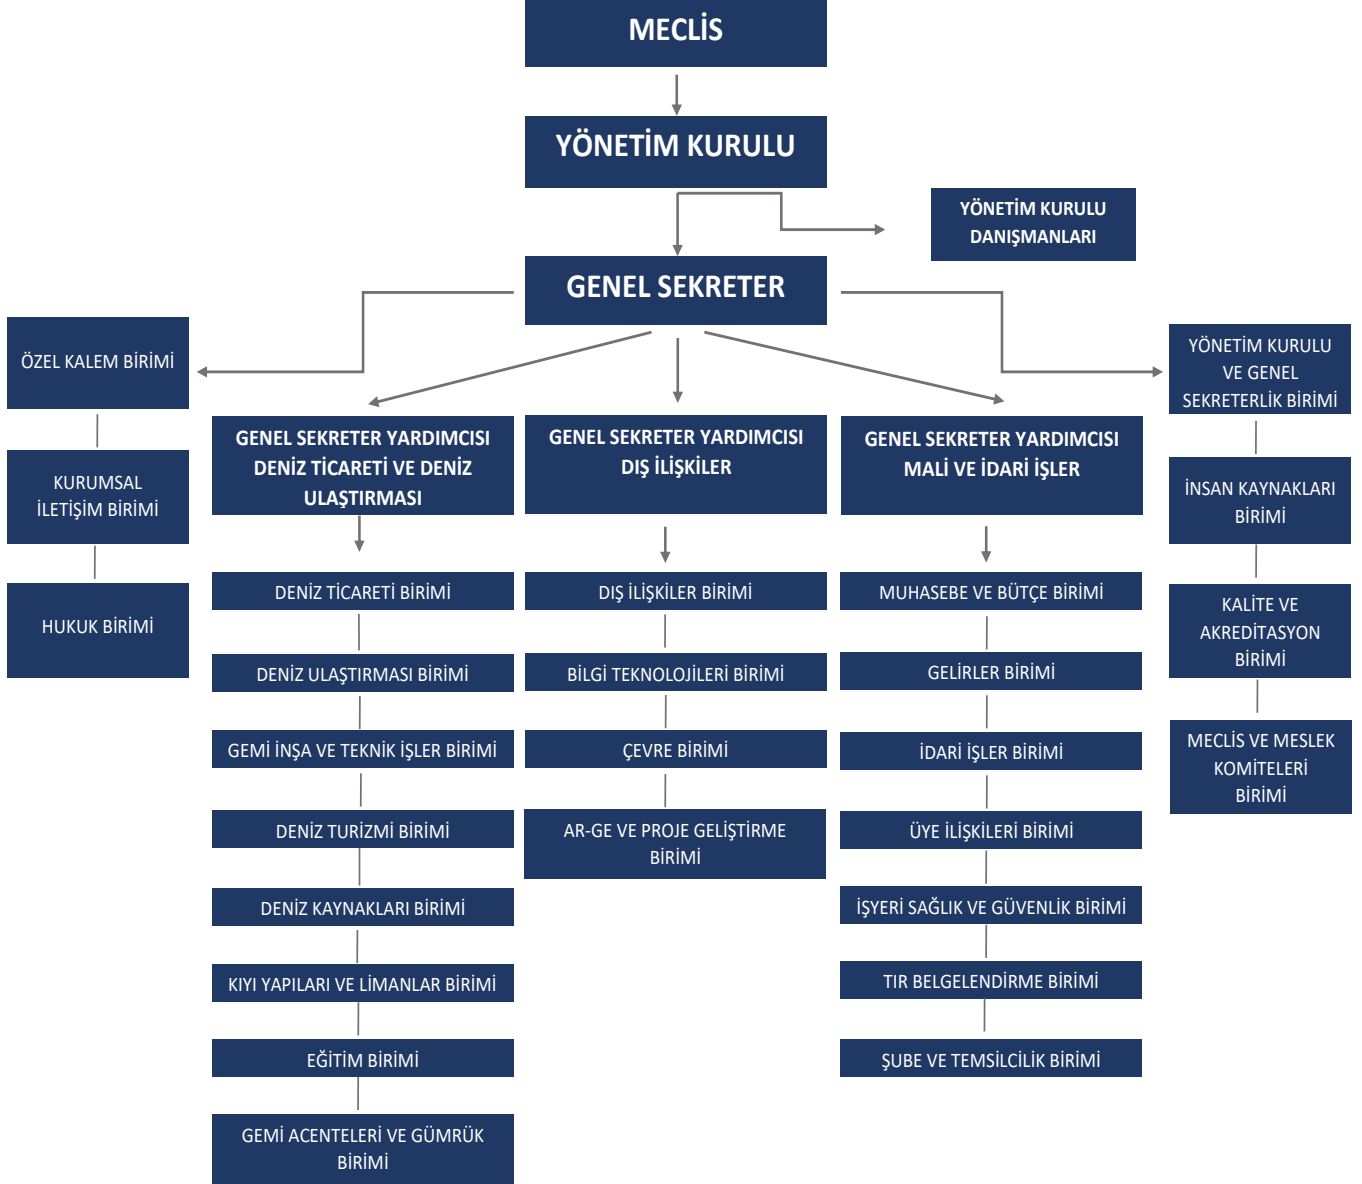 MECLİS
YÖNETİM KURULU
YÖNETİM KURULU
DANIŞMANLARI
GENEL SEKRETER
ÖZEL KALEM BİRİMİ
KURUMSAL
İLETİŞİM BİRİMİ
HUKUK BİRİMİ
GENEL SEKRETER YARDIMCISI
DENİZ TİCARETİ VE DENİZ
ULAŞTIRMASI
DENİZ TİCARETİ BİRİMİ
DENİZ ULAŞTIRMASI BİRİMİ
GEMİ İNŞA VE TEKNİK İŞLER BİRİMİ
DENİZ TURİZMİ BİRİMİ
DENİZ KAYNAKLARI BİRİMİ
KIYI YAPILARI VE LİMANLAR BİRİMİ
EĞİTİM BİRİMİ
GEMİ ACENTELERİ VE GÜMRÜK
BİRİMİ
GENEL SEKRETER YARDIMCISI
DIŞ İLİŞKİLER
DIŞ İLİŞKİLER BİRİMİ
BİLGİ TEKNOLOJİLERİ BİRİMİ
ÇEVRE BİRİMİ
AR-GE VE PROJE GELİŞTİRME
BİRİMİ
GENEL SEKRETER YARDIMCISI
MALİ VE İDARİ İŞLER
MUHASEBE VE BÜTÇE BİRİMİ
GELİRLER BİRİMİ
İDARİ İŞLER BİRİMİ
ÜYE İLİŞKİLERİ BİRİMİ
İŞYERİ SAĞLIK VE GÜVENLİK BİRİMİ
TIR BELGELENDİRME BİRİMİ
ŞUBE VE TEMSİLCİLİK BİRİMİ
YÖNETİM KURULU
VE GENEL
SEKRETERLİK BİRİMİ
İNSAN KAYNAKLARI
BİRİMİ
KALİTE VE
AKREDİTASYON
BİRİMİ
MECLİS VE MESLEK
KOMİTELERİ
BİRİMİ